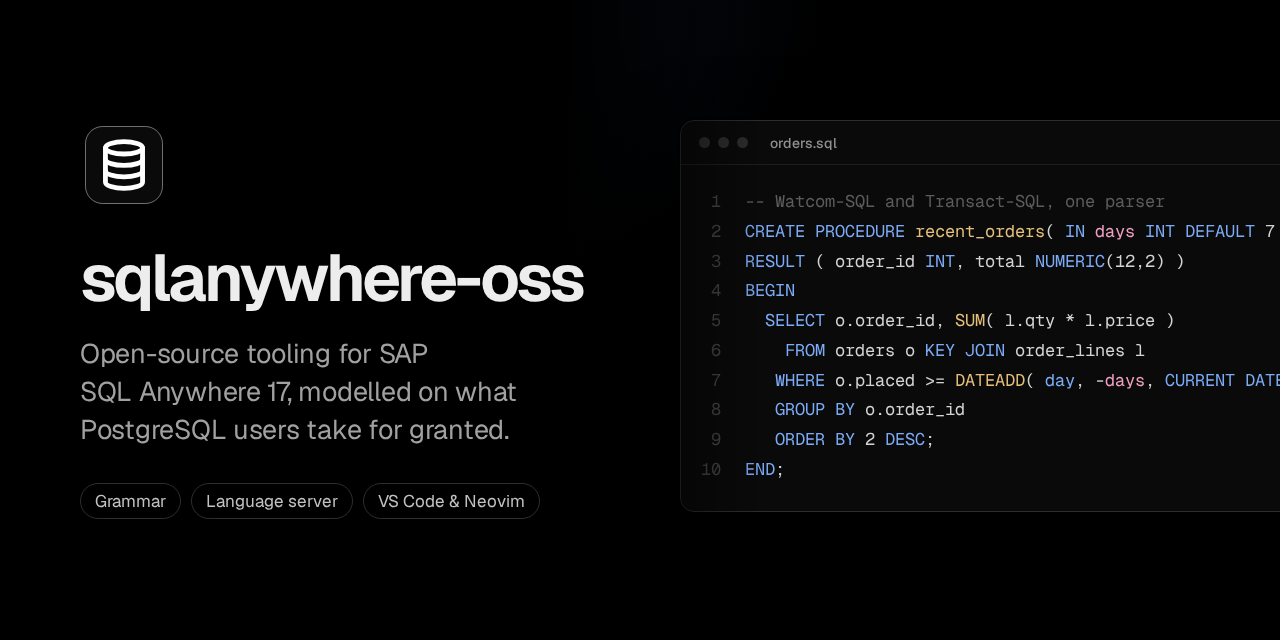 sqlanywhere-oss
Open-source tooling for SAP
SQL Anywhere 17, modelled on what
PostgreSQL users take for granted.
Grammar
Language server
VS Code & Neovim
orders.sql
1 -- Watcom-SQL and Transact-SQL, one parser
2 CREATE PROCEDURE recent_orders( IN days INT DEFAULT 7
3 RESULT ( order_id INT, total NUMERIC(12,2) )
4 BEGIN
5   SELECT o.order_id, SUM( l.qty * l.price )
6     FROM orders o KEY JOIN order_lines l
7    WHERE o.placed >= DATEADD( day, -days, CURRENT DATE
8    GROUP BY o.order_id
9    ORDER BY 2 DESC;
10 END;